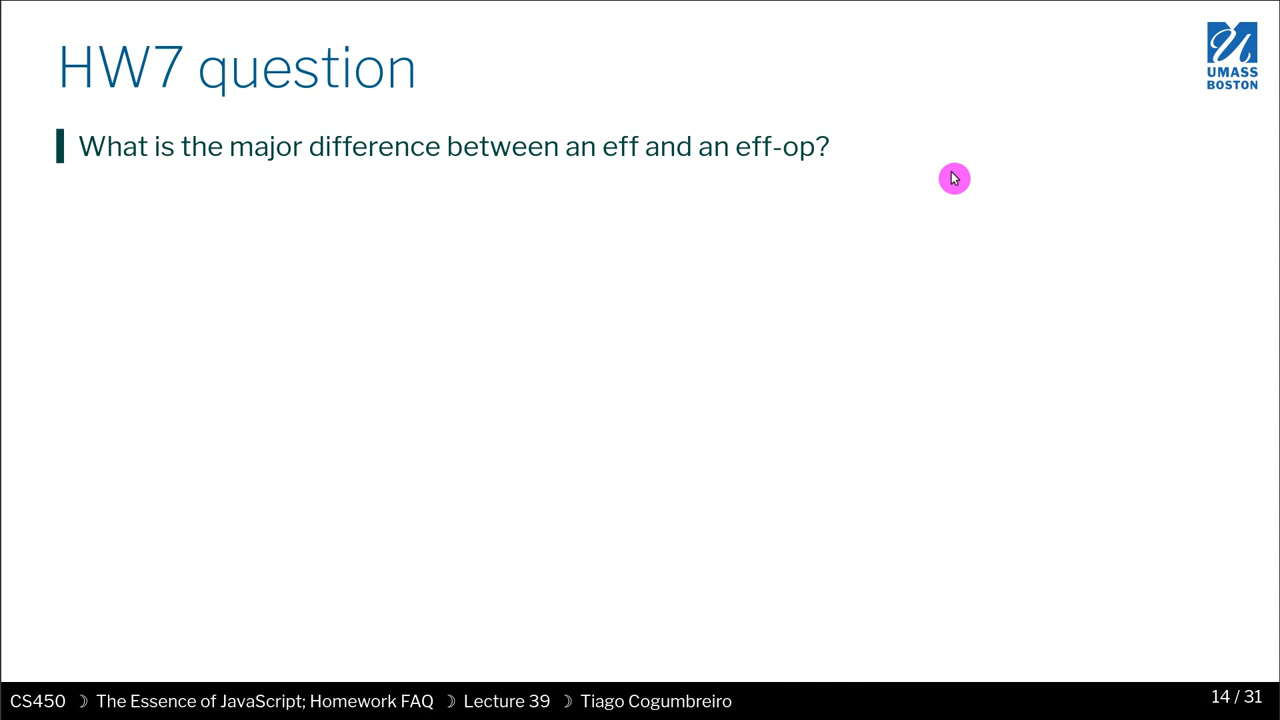 HW7 question
UMASS
BOSTON
What is the major difference between an eff and an eff-op?
CS450 ☽ The Essence of JavaScript; Homework FAQ ☽ Lecture 39 ☽ Tiago Cogumbreiro
14 / 31